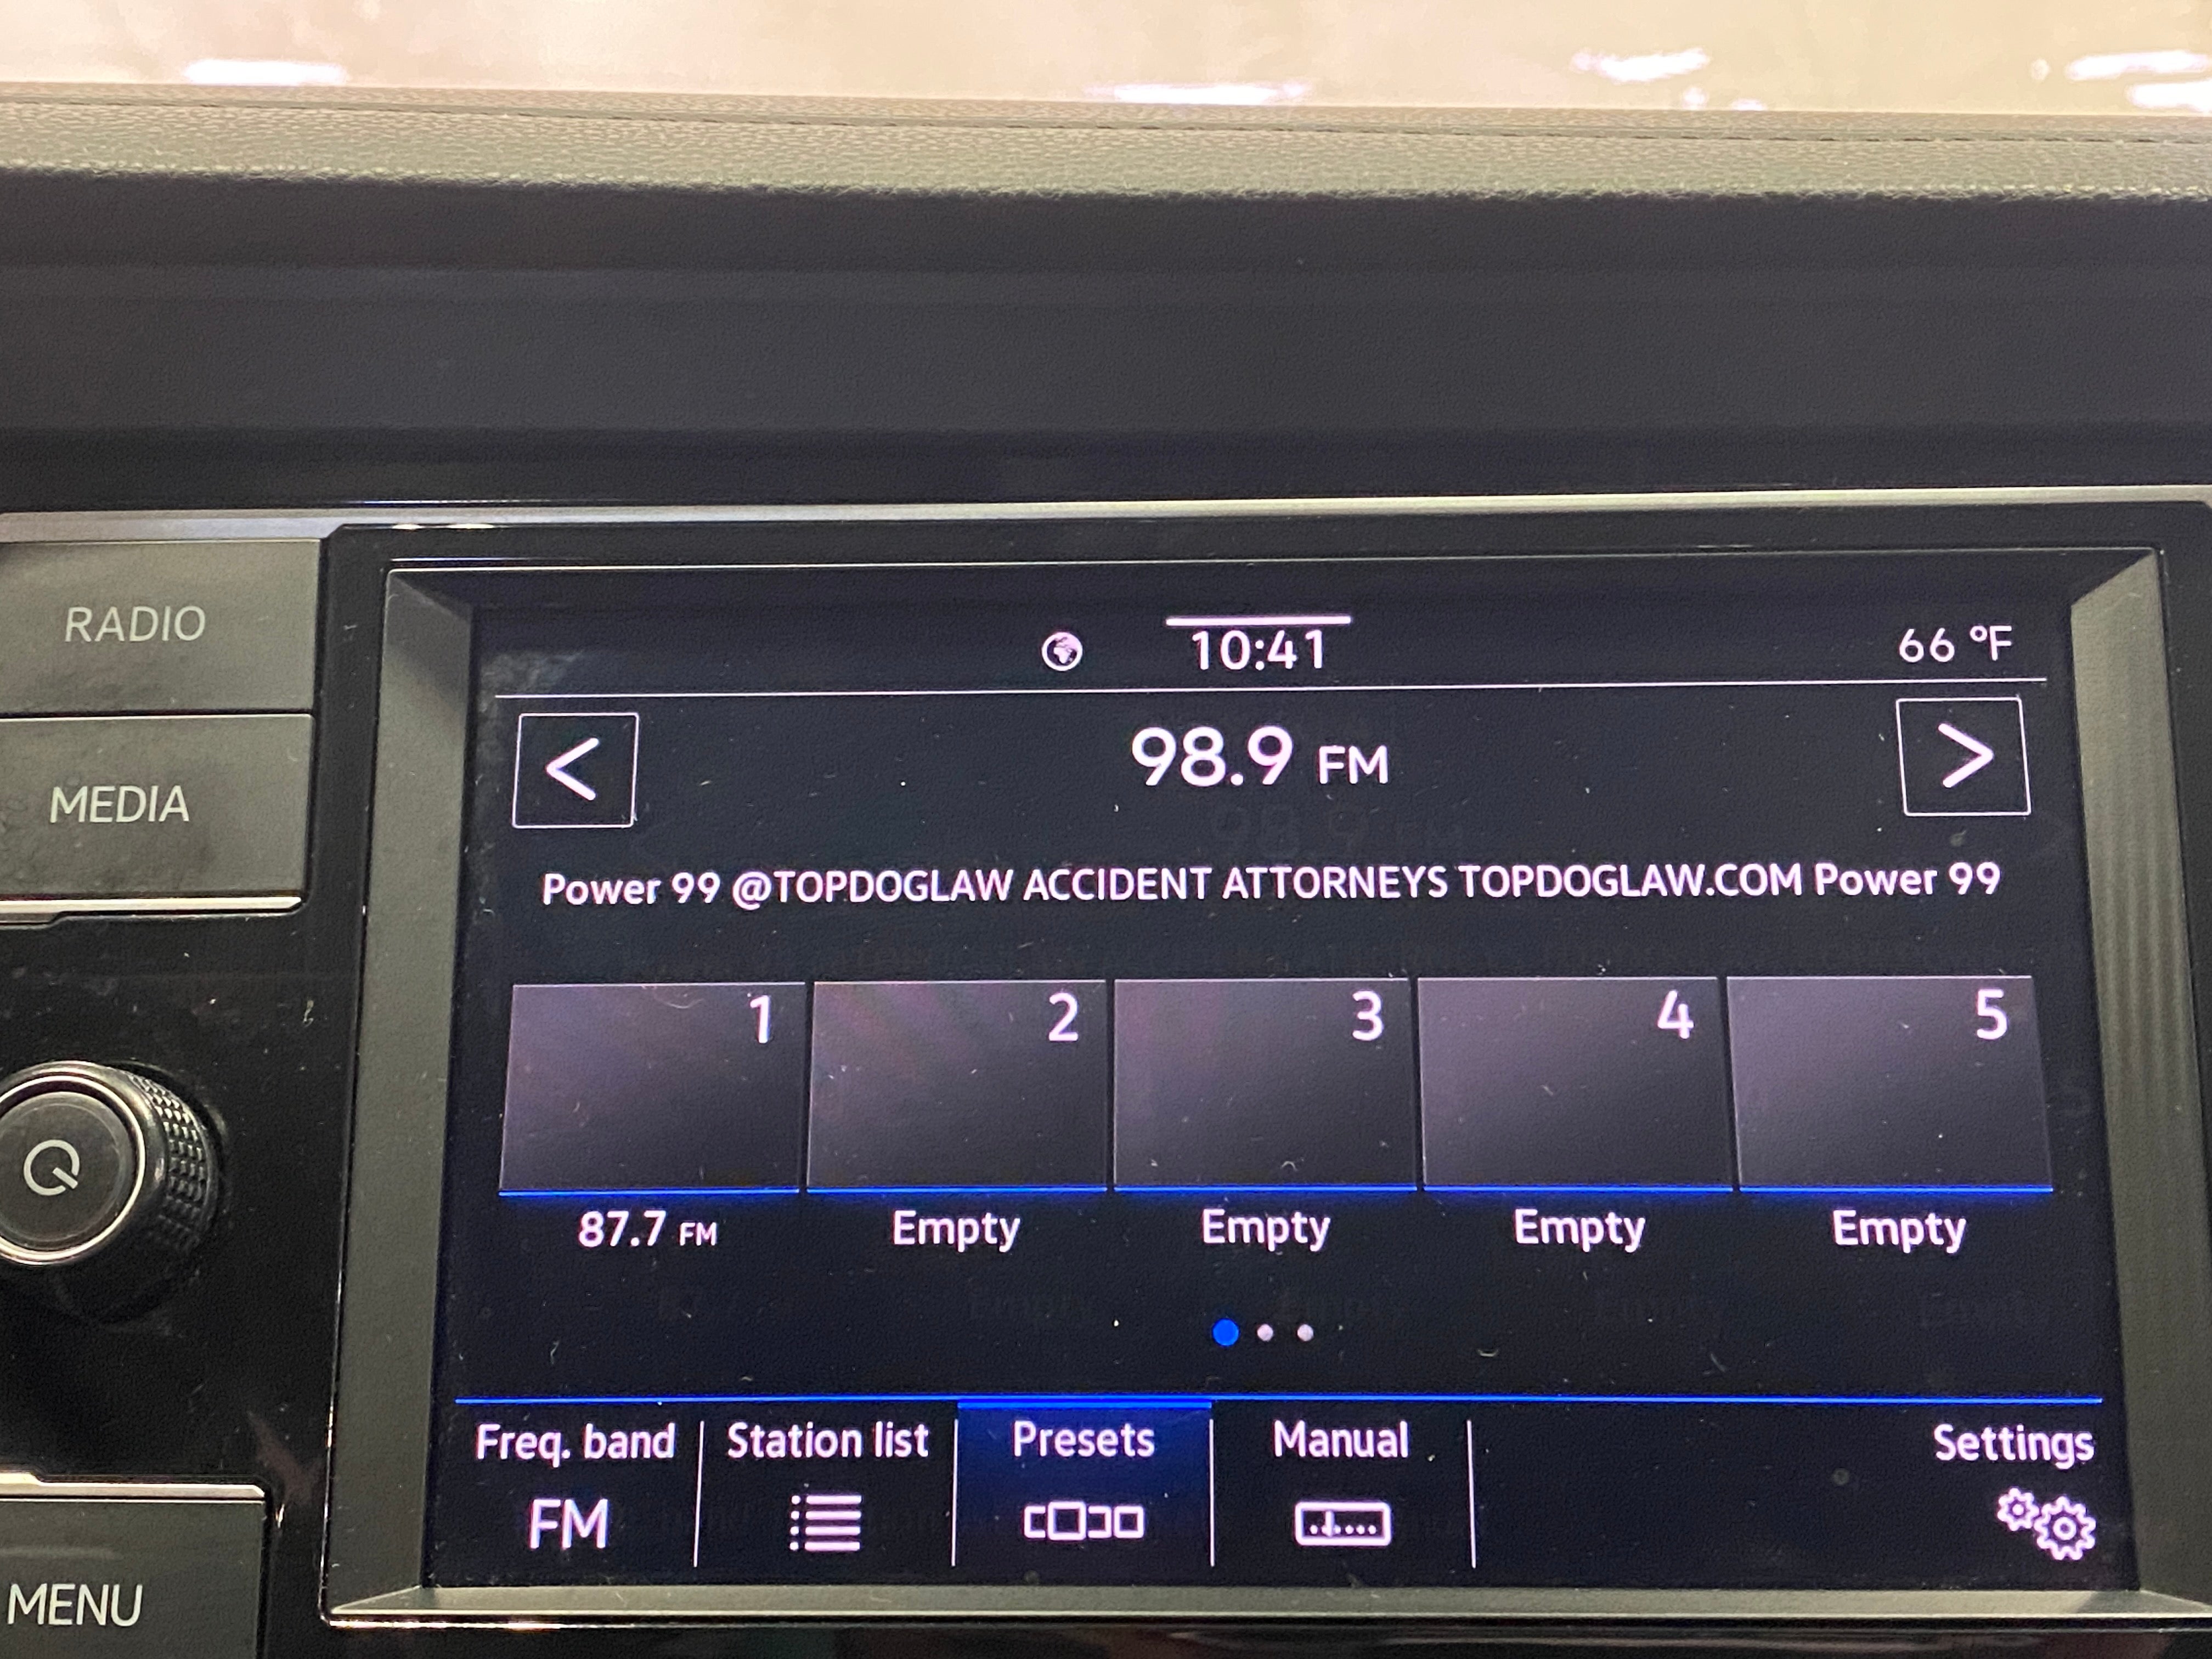 RADIO
MEDIA
MENU
10:41
66 °F
<
98.9 FM
>
Power 99 @TOPDOGLAW ACCIDENT ATTORNEYS TOPDOGLAW.COM Power 99
1
2
3
4
5
87.7 FM
Empty
Empty
Empty
Empty
Freq. band
Station list
Presets
Manual
Settings
FM